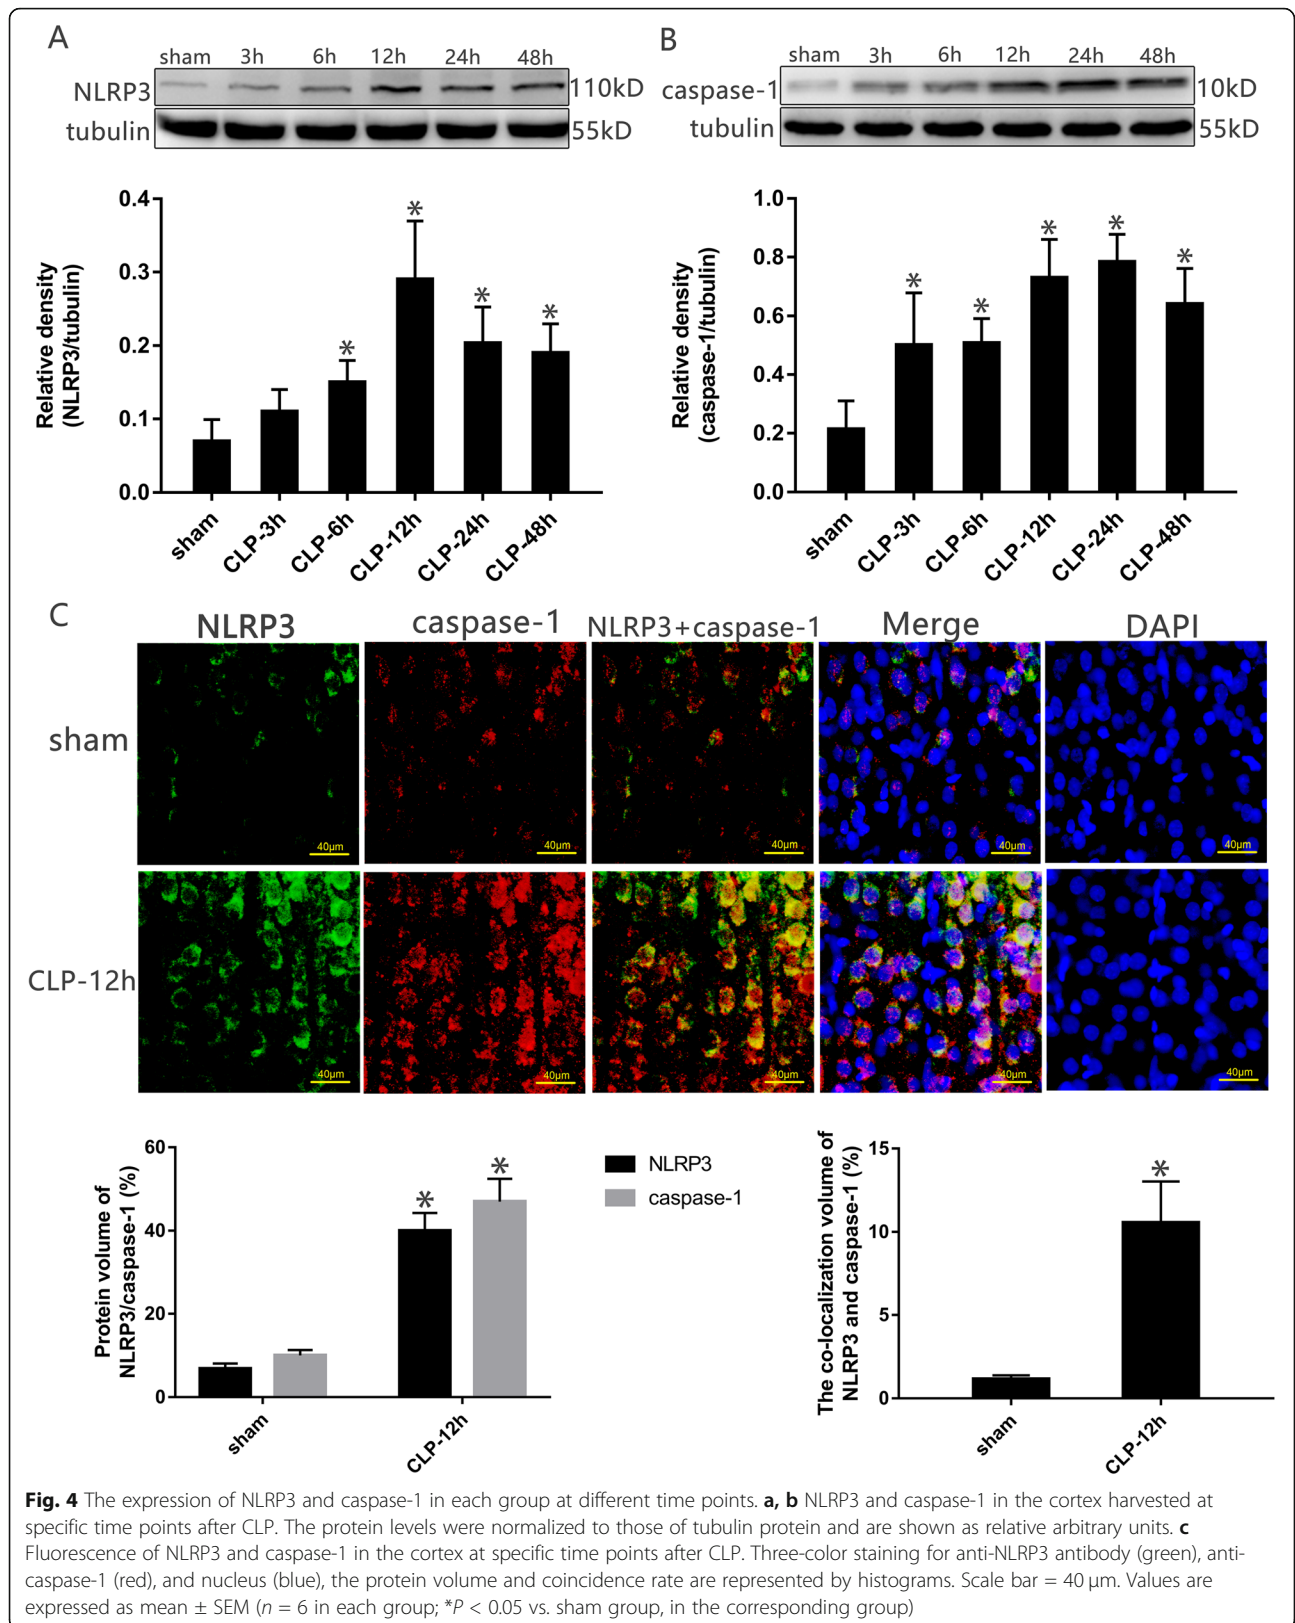 A
sham 3h 6h 12h 24h 48h
NLRP3 110kD
tubulin 55kD
0.4
0.3
0.2
0.1
0.0
Relative density
(NLRP3/tubulin)
* * * *
sham CLP-3h CLP-6h CLP-12h CLP-24h CLP-48h
B
sham 3h 6h 12h 24h 48h
caspase-1 10kD
tubulin 55kD
1.0
0.8
0.6
0.4
0.2
0.0
Relative density
(caspase-1/tubulin)
* * * * *
sham CLP-3h CLP-6h CLP-12h CLP-24h CLP-48h
C
NLRP3 caspase-1 NLRP3+caspase-1 Merge DAPI
sham
40μm 40μm 40μm 40μm 40μm
CLP-12h
40μm 40μm 40μm 40μm 40μm
60
40
20
0
Protein volume of
NLRP3/caspase-1 (%)
* *
sham CLP-12h
NLRP3
caspase-1
15
10
5
0
The co-localization volume of
NLRP3 and caspase-1 (%)
*
sham CLP-12h
Fig. 4 The expression of NLRP3 and caspase-1 in each group at different time points. a, b NLRP3 and caspase-1 in the cortex harvested at
specific time points after CLP. The protein levels were normalized to those of tubulin protein and are shown as relative arbitrary units. c
Fluorescence of NLRP3 and caspase-1 in the cortex at specific time points after CLP. Three-color staining for anti-NLRP3 antibody (green), anti-
caspase-1 (red), and nucleus (blue), the protein volume and coincidence rate are represented by histograms. Scale bar = 40 μm. Values are
expressed as mean ± SEM (n = 6 in each group; *P < 0.05 vs. sham group, in the corresponding group)